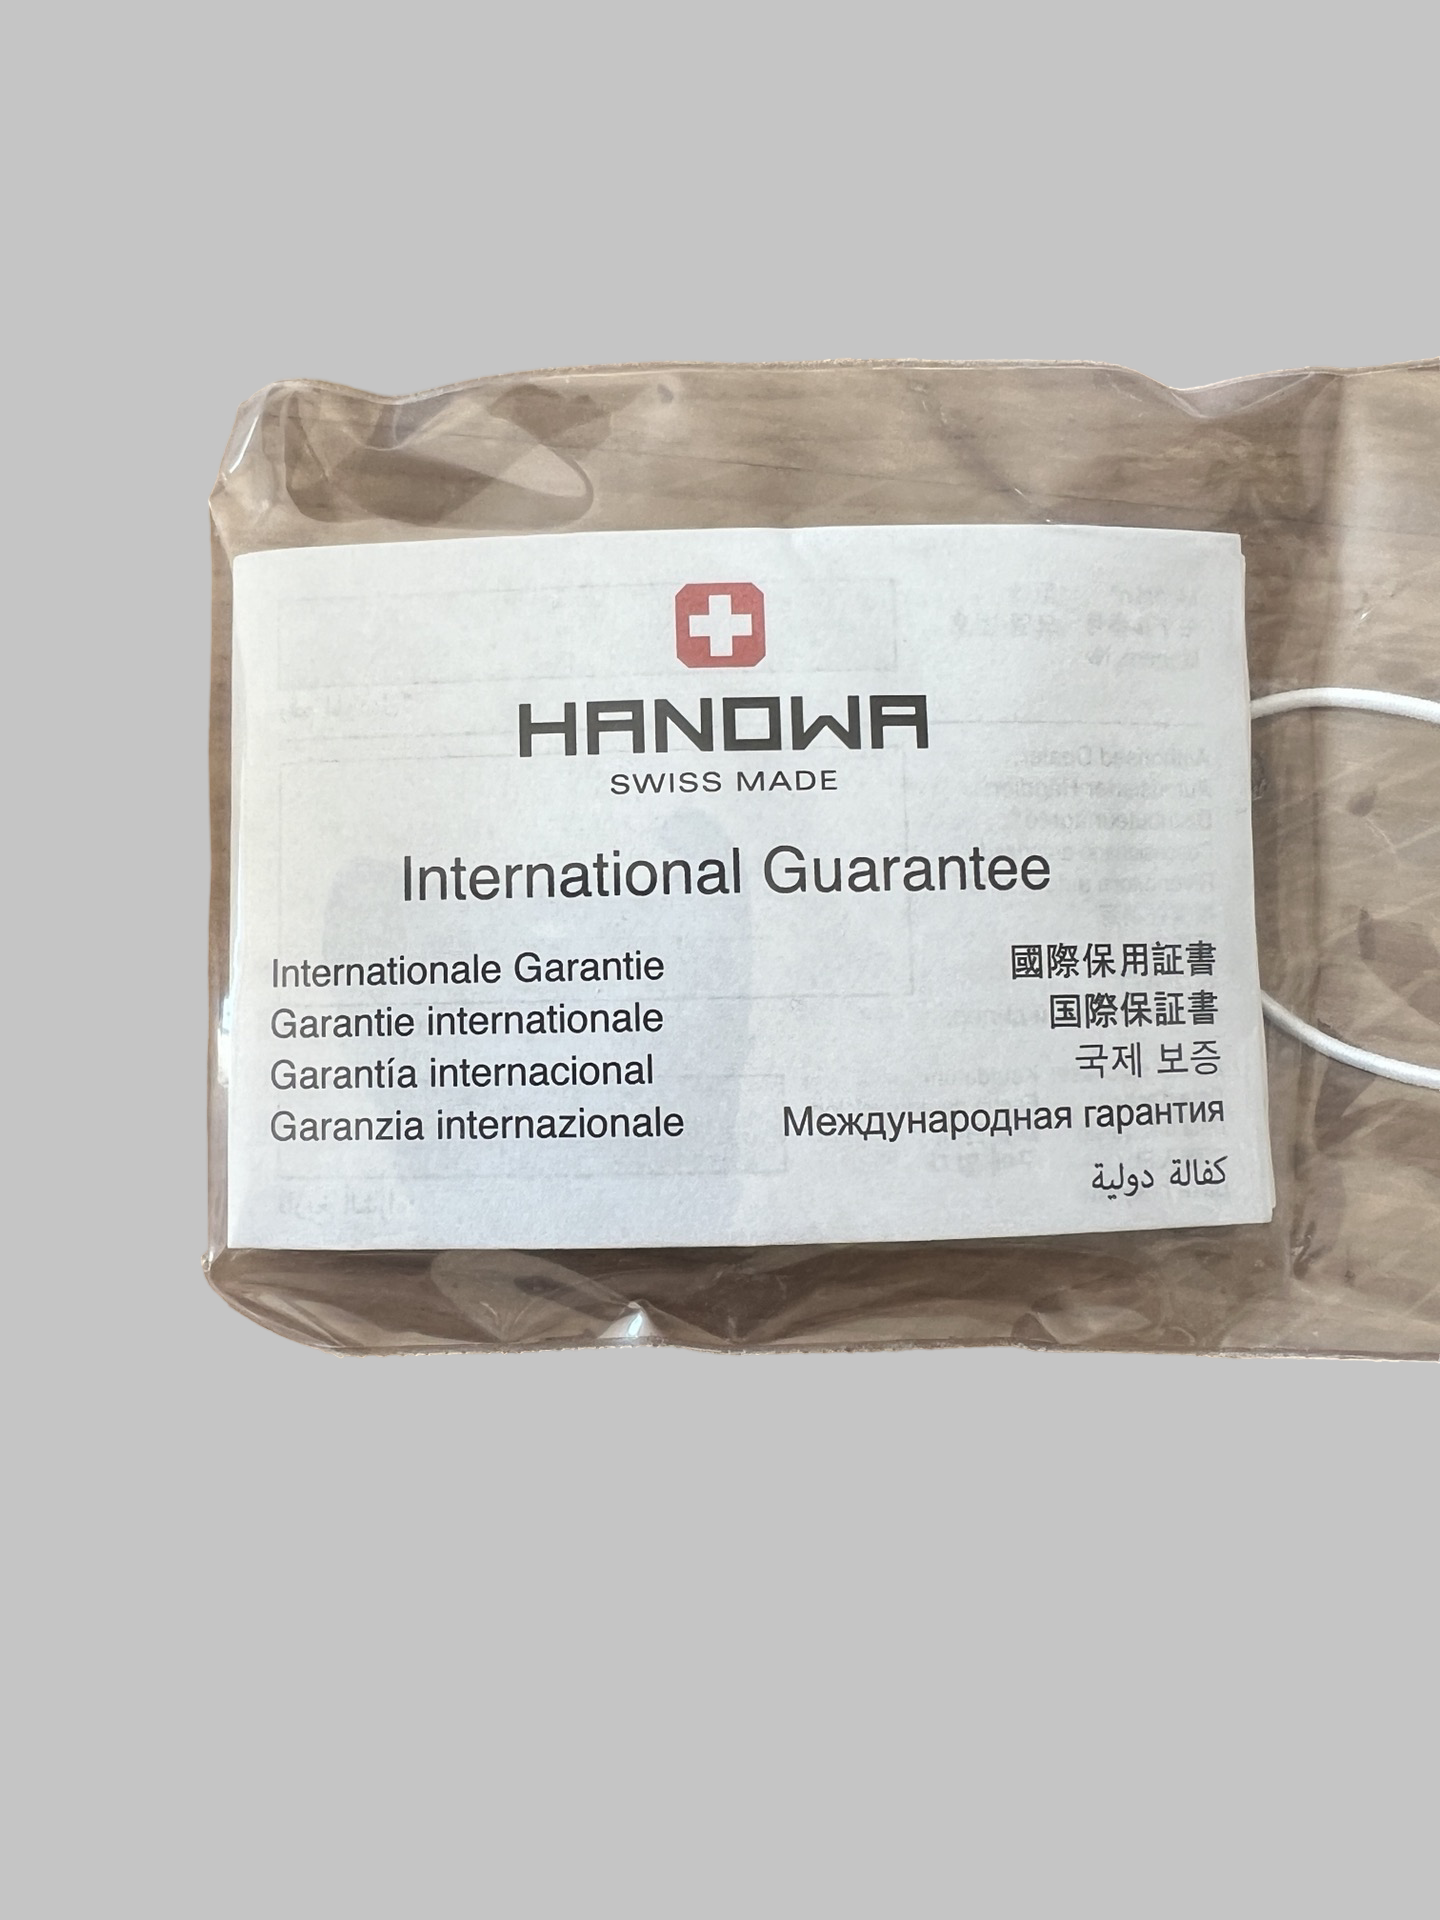 HANOWA
SWISS MADE
International Guarantee
Internationale Garantie
Garantie internationale
Garantía internacional
Garanzia internazionale
國際保用証書
国際保証書
국제 보증
Международная гарантия
كفالة دولية